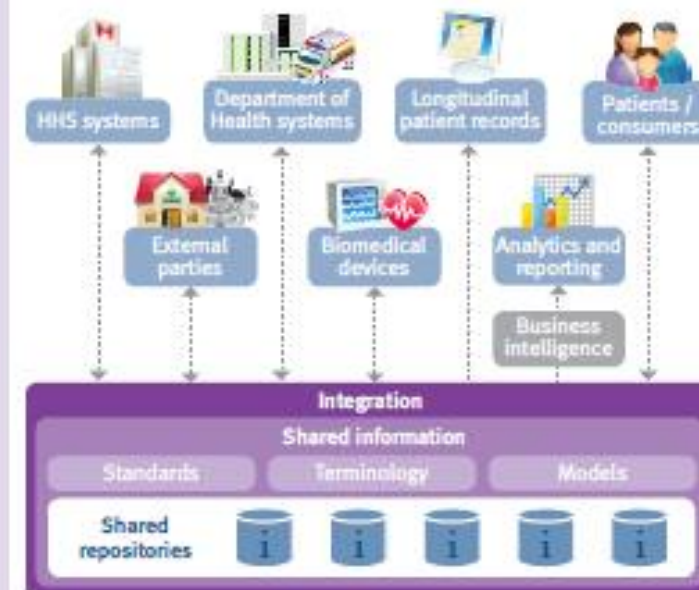 HHS systems
Department of
Health systems
Longitudinal
patient records
Patients /
consumers
External
parties
Biomedical
devices
Analytics and
reporting
Business
intelligence
Integration
Shared information
Standards
Terminology
Models
Shared
repositories
i
i
i
i
i